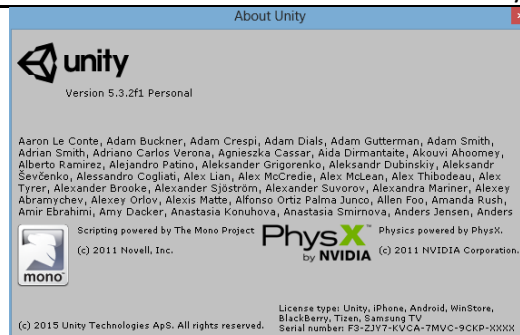 About Unity
unity
Version 5.3.2f1 Personal
Aaron Le Conte, Adam Buckner, Adam Crespi, Adam Dials, Adam Gutterman, Adam Smith,
Adrian Smith, Adriano Carlos Verona, Agnieszka Cassar, Aida Dirmantaite, Akouvi Ahoomey,
Alberto Ramirez, Alejandro Patino, Aleksander Grigorenko, Aleksandr Dubinskiy, Aleksandr
Ševčenko, Alessandro Cogliati, Alex Lian, Alex McCredie, Alex McLean, Alex Thibodeau, Alex
Tyrer, Alexander Brooke, Alexander Sjöström, Alexander Suvorov, Alexandra Mariner, Alexey
Abramychev, Alexey Orlov, Alexis Matte, Alfonso Ortiz Palma Junco, Allen Foo, Amanda Rush,
Amir Ebrahimi, Amy Dacker, Anastasia Konuhova, Anastasia Smirnova, Anders Jensen, Anders
mono
Scripting powered by The Mono Project
(c) 2011 Novell, Inc.
PhysX
by NVIDIA
Physics powered by PhysX.
(c) 2011 NVIDIA Corporation.
(c) 2015 Unity Technologies ApS. All rights reserved.
License type: Unity, iPhone, Android, WinStore,
BlackBerry, Tizen, Samsung TV
Serial number: F3-ZJY7-KVCA-7MVC-9CKP-XXXX